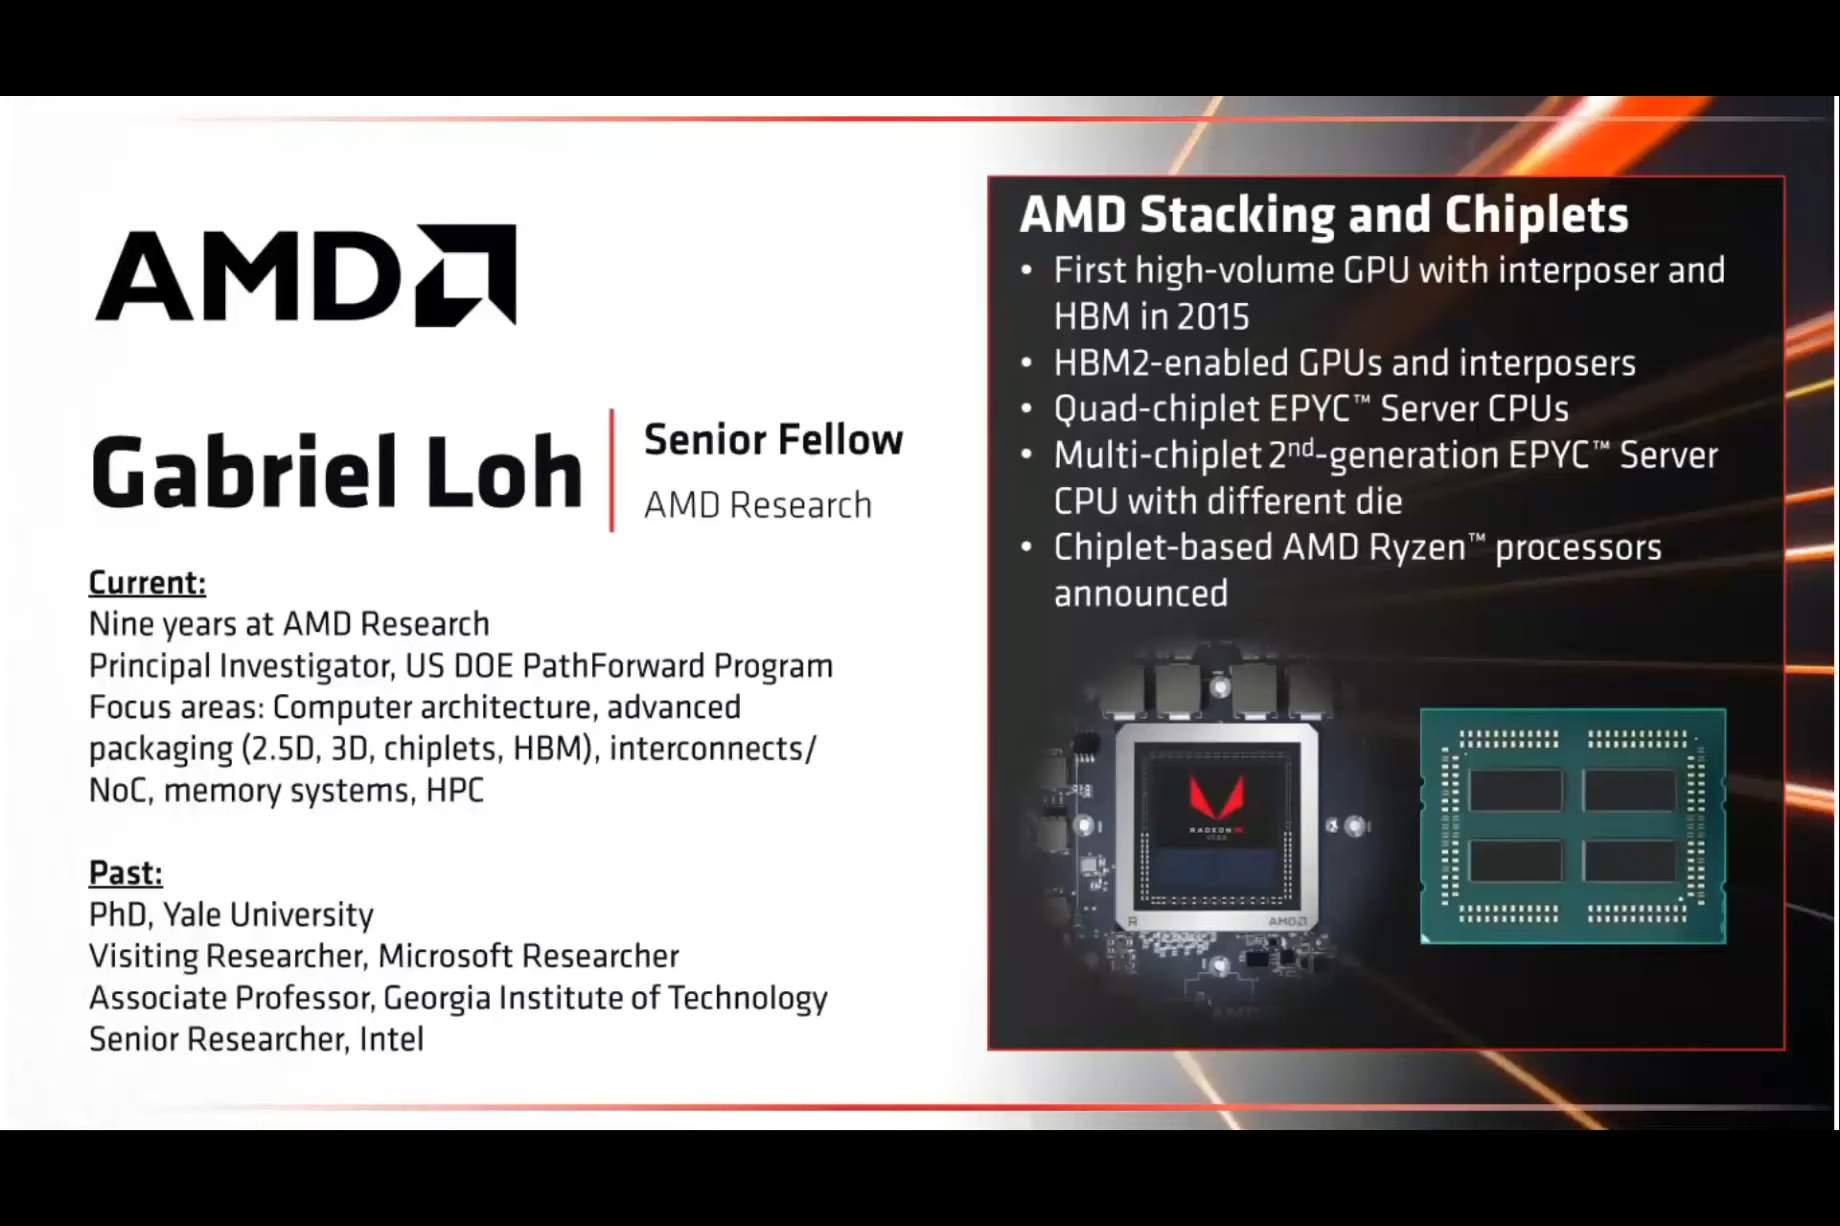 AMD
Gabriel Loh
Senior Fellow
AMD Research
Current:
Nine years at AMD Research
Principal Investigator, US DOE PathForward Program
Focus areas: Computer architecture, advanced
packaging (2.5D, 3D, chiplets, HBM), interconnects/
NoC, memory systems, HPC
Past:
PhD, Yale University
Visiting Researcher, Microsoft Researcher
Associate Professor, Georgia Institute of Technology
Senior Researcher, Intel
AMD Stacking and Chiplets
• First high-volume GPU with interposer and
HBM in 2015
• HBM2-enabled GPUs and interposers
• Quad-chiplet EPYC™ Server CPUs
• Multi-chiplet 2nd-generation EPYC™ Server
CPU with different die
• Chiplet-based AMD Ryzen™ processors
announced
RADEON
VEGA
R
AMD